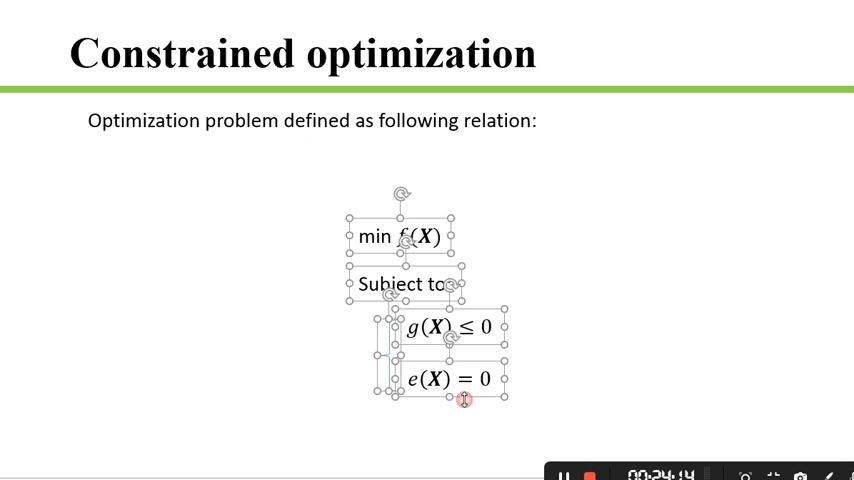 Constrained optimization
Optimization problem defined as following relation:
min f(X)
Subject to
g(X) ≤ 0
e(X) = 0
00:24:14